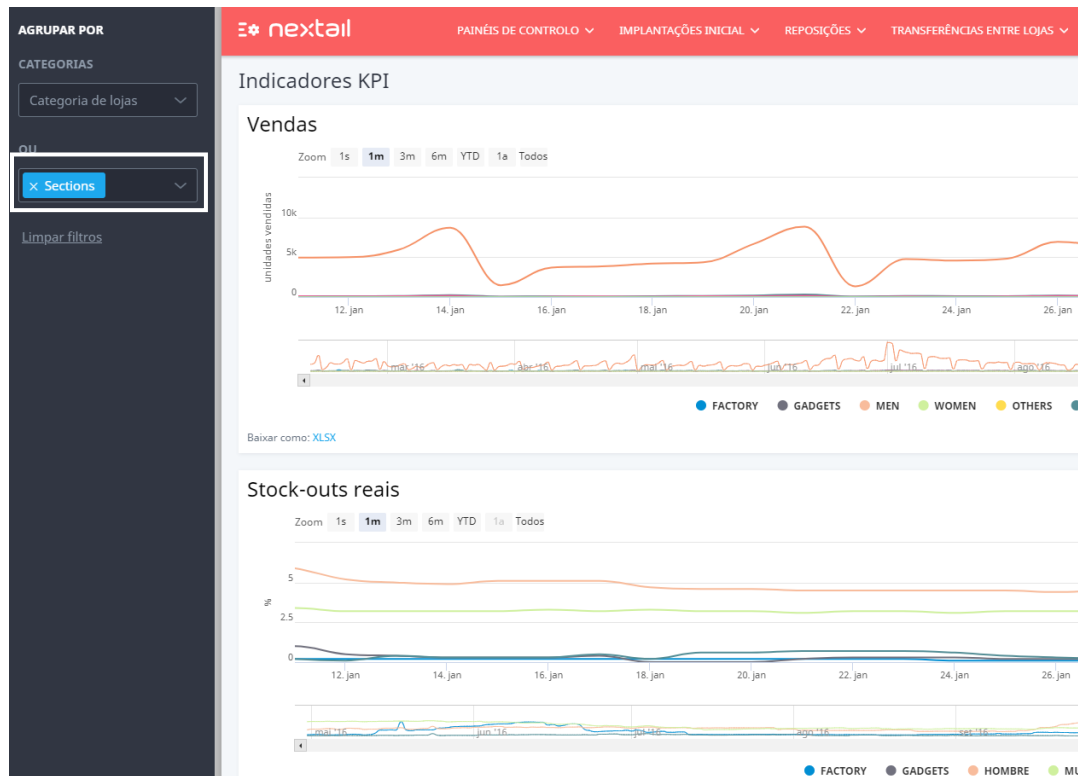 AGRUPAR POR
CATEGORIAS
Categoria de lojas
OU
× Sections
Limpar filtros
nextail
PAINÉIS DE CONTROLO
IMPLANTAÇÕES INICIAL
REPOSIÇÕES
TRANSFERÊNCIAS ENTRE LOJAS
Indicadores KPI
Vendas
Zoom 1s 1m 3m 6m YTD 1a Todos
unidades vendidas
10k
5k
0
12. jan 14. jan 16. jan 18. jan 20. jan 22. jan 24. jan 26. jan
mar '16 abr '16 mai '16 jun '16 jul '16 ago '16
FACTORY GADGETS MEN WOMEN OTHERS
Baixar como: XLSX
Stock-outs reais
Zoom 1s 1m 3m 6m YTD 1a Todos
%
5
2.5
0
12. jan 14. jan 16. jan 18. jan 20. jan 22. jan 24. jan 26. jan
mai '16 jun '16 jul '16 ago '16 set '16
FACTORY GADGETS HOMBRE